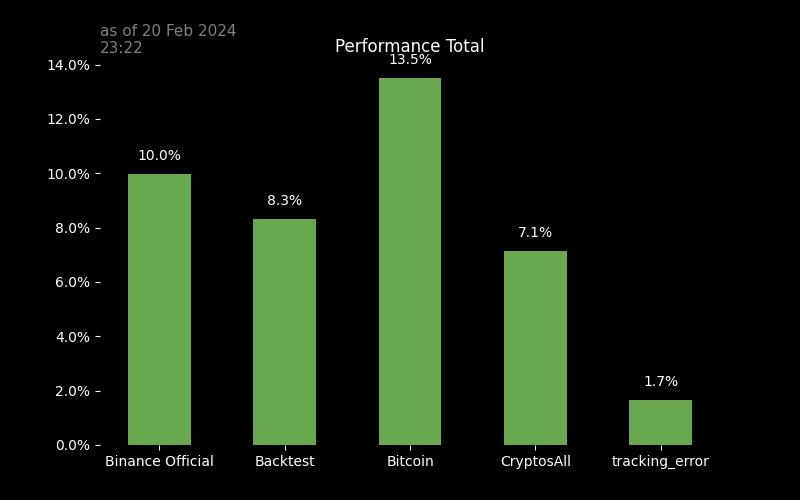 as of 20 Feb 2024
23:22
Performance Total
14.0%
12.0%
10.0%
8.0%
6.0%
4.0%
2.0%
0.0%
10.0%
8.3%
13.5%
7.1%
1.7%
Binance Official
Backtest
Bitcoin
CryptosAll
tracking_error